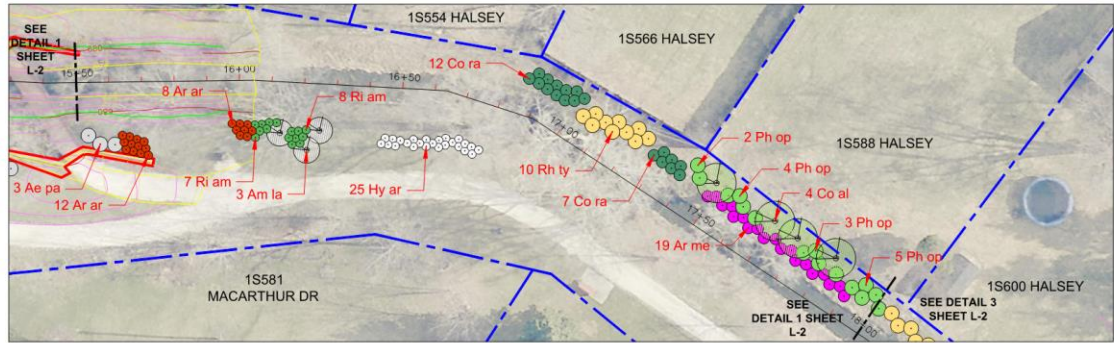 1S554 HALSEY
SEE
DETAIL 1
SHEET
L-2
1S566 HALSEY
15+50
16+00
16+50
12 Co ra
8 Ar ar
8 Ri am
17+00
2 Ph op
1S588 HALSEY
4 Ph op
3 Ae pa
7 Ri am
3 Am la
25 Hy ar
10 Rh ty
7 Co ra
4 Co al
12 Ar ar
17+50
3 Ph op
19 Ar me
5 Ph op
1S581
MACARTHUR DR
SEE
DETAIL 1 SHEET
L-2
SEE DETAIL 3
SHEET L-2
1S600 HALSEY
18+00